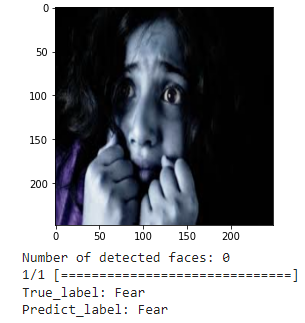 0
50
100
150
200
0 50 100 150 200
Number of detected faces: 0
1/1 [==============================]
True_label: Fear
Predict_label: Fear